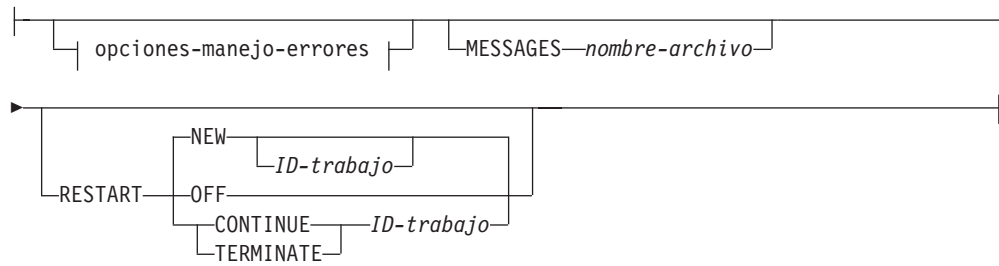 opciones-manejo-errores MESSAGES nombre-archivo
NEW
ID-trabajo
RESTART OFF
CONTINUE ID-trabajo
TERMINATE